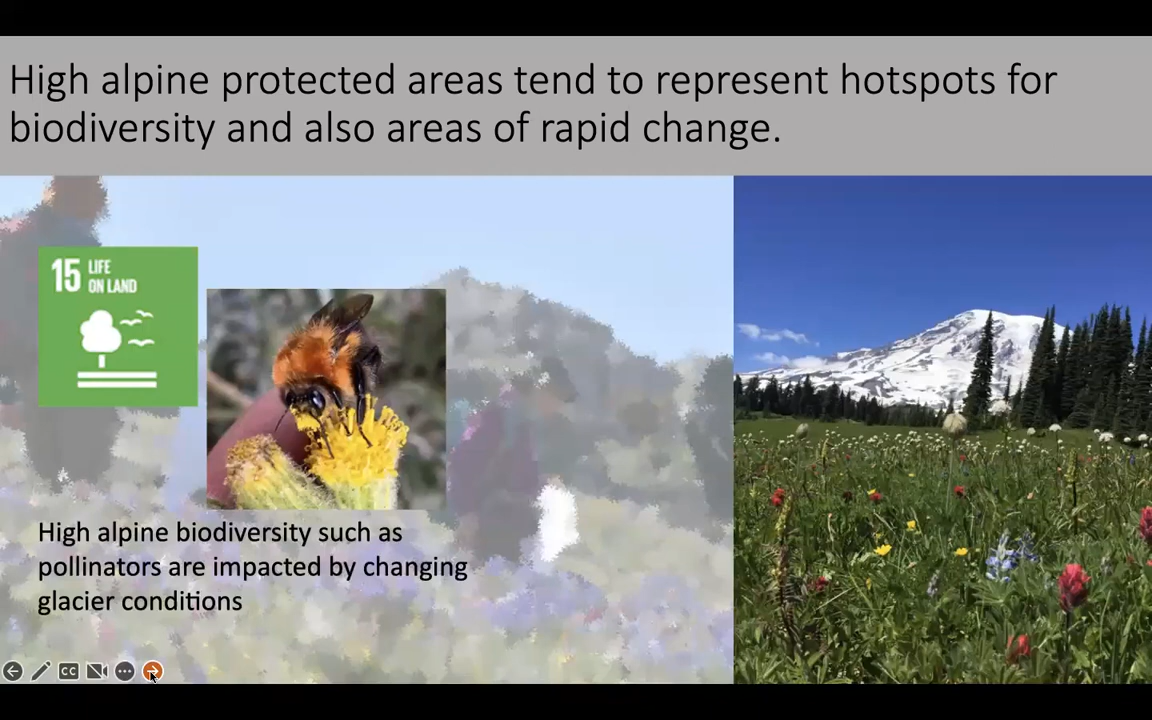 High alpine protected areas tend to represent hotspots for
biodiversity and also areas of rapid change.
15 LIFE
ON LAND
High alpine biodiversity such as
pollinators are impacted by changing
glacier conditions
CC